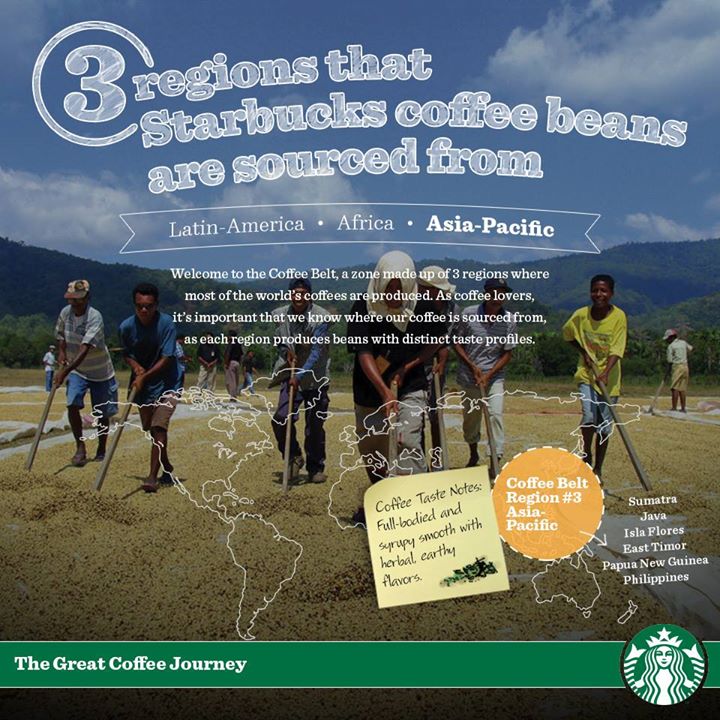 3 regions that
Starbucks coffee beans
are sourced from
Latin-America • Africa • Asia-Pacific
Welcome to the Coffee Belt, a zone made up of 3 regions where
most of the world's coffees are produced. As coffee lovers,
it's important that we know where our coffee is sourced from,
as each region produces beans with distinct taste profiles.
Coffee Taste Notes:
Full-bodied and
syrupy smooth with
herbal, earthy
flavors.
Coffee Belt
Region #3
Asia-
Pacific
Sumatra
Java
Isla Flores
East Timor
Papua New Guinea
Philippines
The Great Coffee Journey